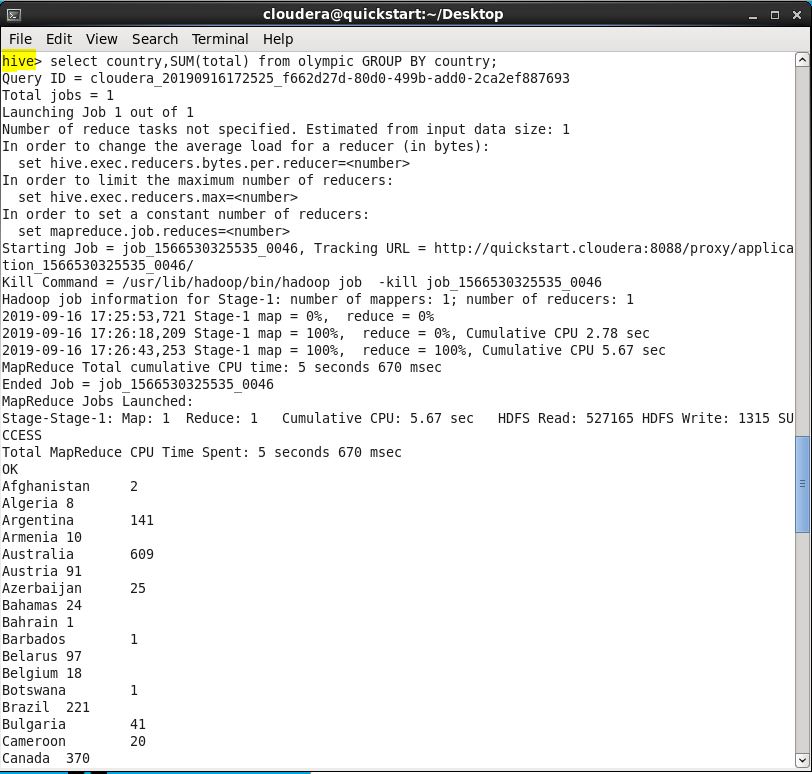 cloudera@quickstart:~/Desktop
File Edit View Search Terminal Help
hive> select country,SUM(total) from olympic GROUP BY country;
Query ID = cloudera_20190916172525_f662d27d-80d0-499b-add0-2ca2ef887693
Total jobs = 1
Launching Job 1 out of 1
Number of reduce tasks not specified. Estimated from input data size: 1
In order to change the average load for a reducer (in bytes):
  set hive.exec.reducers.bytes.per.reducer=<number>
In order to limit the maximum number of reducers:
  set hive.exec.reducers.max=<number>
In order to set a constant number of reducers:
  set mapreduce.job.reduces=<number>
Starting Job = job_1566530325535_0046, Tracking URL = http://quickstart.cloudera:8088/proxy/applica
tion_1566530325535_0046/
Kill Command = /usr/lib/hadoop/bin/hadoop job  -kill job_1566530325535_0046
Hadoop job information for Stage-1: number of mappers: 1; number of reducers: 1
2019-09-16 17:25:53,721 Stage-1 map = 0%,  reduce = 0%
2019-09-16 17:26:18,209 Stage-1 map = 100%,  reduce = 0%, Cumulative CPU 2.78 sec
2019-09-16 17:26:43,253 Stage-1 map = 100%,  reduce = 100%, Cumulative CPU 5.67 sec
MapReduce Total cumulative CPU time: 5 seconds 670 msec
Ended Job = job_1566530325535_0046
MapReduce Jobs Launched:
Stage-Stage-1: Map: 1  Reduce: 1   Cumulative CPU: 5.67 sec   HDFS Read: 527165 HDFS Write: 1315 SU
CCESS
Total MapReduce CPU Time Spent: 5 seconds 670 msec
OK
Afghanistan     2
Algeria 8
Argentina       141
Armenia 10
Australia       609
Austria 91
Azerbaijan      25
Bahamas 24
Bahrain 1
Barbados        1
Belarus 97
Belgium 18
Botswana        1
Brazil  221
Bulgaria        41
Cameroon        20
Canada  370